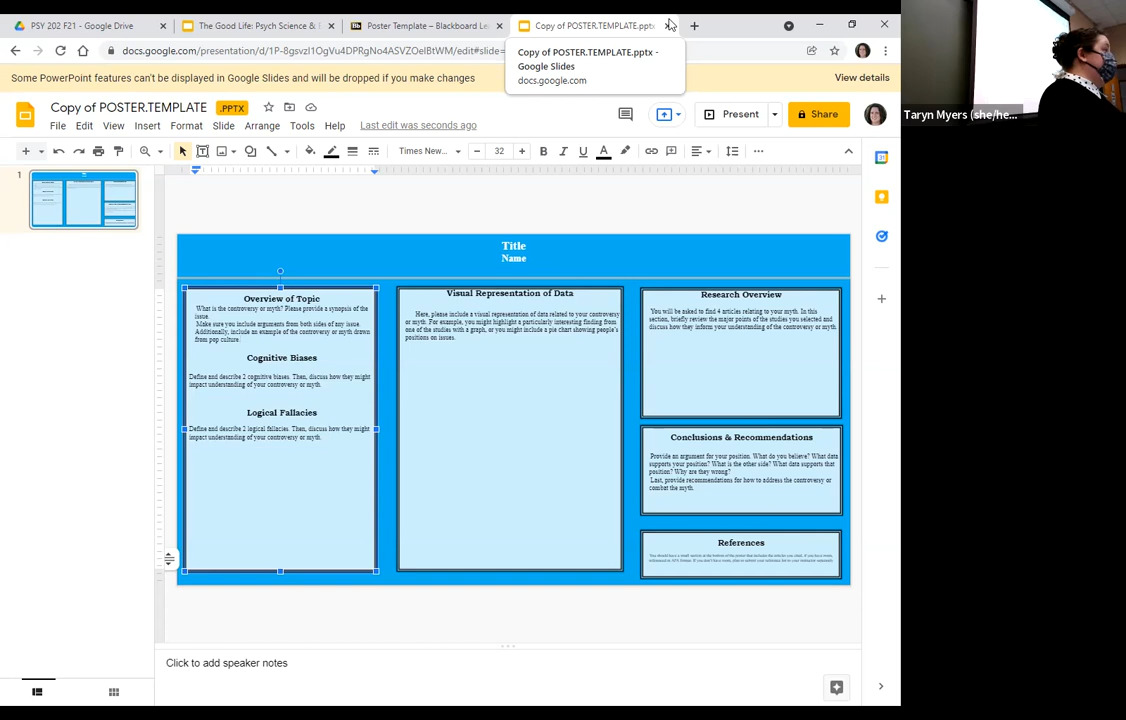 PSY 202 F21 - Google Drive
The Good Life: Psych Science &
Poster Template – Blackboard Le
Copy of POSTER.TEMPLATE.pptx
docs.google.com/presentation/d/1P-8gsvzl1OgVu4DPRgNo4ASVZOelBtWM/edit#slide=
Copy of POSTER.TEMPLATE.pptx -
Google Slides
docs.google.com
Some PowerPoint features can't be displayed in Google Slides and will be dropped if you make changes
View details
Copy of POSTER.TEMPLATE
.PPTX
Present
Share
File Edit View Insert Format Slide Arrange Tools Help Last edit was seconds ago
Times New... 32
1
Title
Name
Overview of Topic
What is the controversy or myth? Please provide a synopsis of the
issue.
Make sure you include arguments from both sides of any issue.
Additionally, include an example of the controversy or myth drawn
from pop culture.
Cognitive Biases
Define and describe 2 cognitive biases. Then, discuss how they might
impact understanding of your controversy or myth.
Logical Fallacies
Define and describe 2 logical fallacies. Then, discuss how they might
impact understanding of your controversy or myth.
Visual Representation of Data
Here, please include a visual representation of data related to your controversy
or myth. For example, you might highlight a particularly interesting finding from
one of the studies with a graph, or you might include a pie chart showing people's
positions on issues.
Research Overview
You will be asked to find 4 articles relating to your myth. In this
section, briefly review the major points of the studies you selected and
discuss how they inform your understanding of the controversy or myth.
Conclusions & Recommendations
Provide an argument for your position. What do you believe? What data
supports your position? What is the other side? What data supports that
position? Why are they wrong?
Last, provide recommendations for how to address the controversy or
combat the myth.
References
Click to add speaker notes
Taryn Myers (she/he...